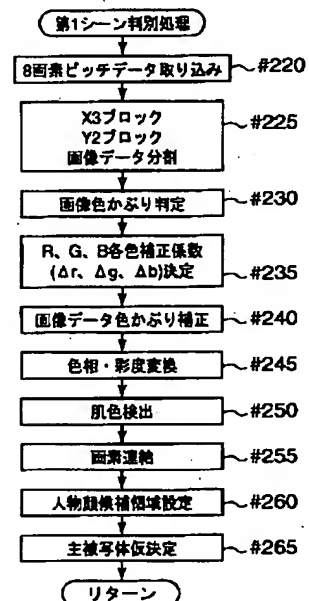 第1シーン判別処理
8画素ピッチデータ取り込み #220
X3ブロック
Y2ブロック
画像データ分割
#225
画像色かぶり判定 #230
R、G、B各色補正係数
(Δr、Δg、Δb)決定
#235
画像データ色かぶり補正 #240
色相・彩度変換 #245
肌色検出 #250
画素連結 #255
人物顔候補領域設定 #260
主被写体仮決定 #265
リターン